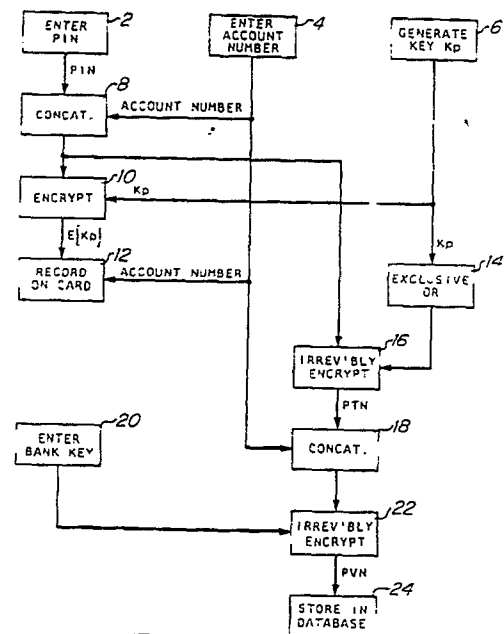 2
ENTER
PIN
4
ENTER
ACCOUNT
NUMBER
6
GENERATE
KEY Kp
PIN
8
CONCAT.
ACCOUNT NUMBER
10
ENCRYPT
Kp
E[Kp]
Kp
12
RECORD
ON CARD
ACCOUNT NUMBER
14
EXCLUSIVE
OR
16
IRREV'BLY
ENCRYPT
PTN
18
CONCAT.
20
ENTER
BANK KEY
22
IRREV'BLY
ENCRYPT
PVN
24
STORE IN
DATABASE